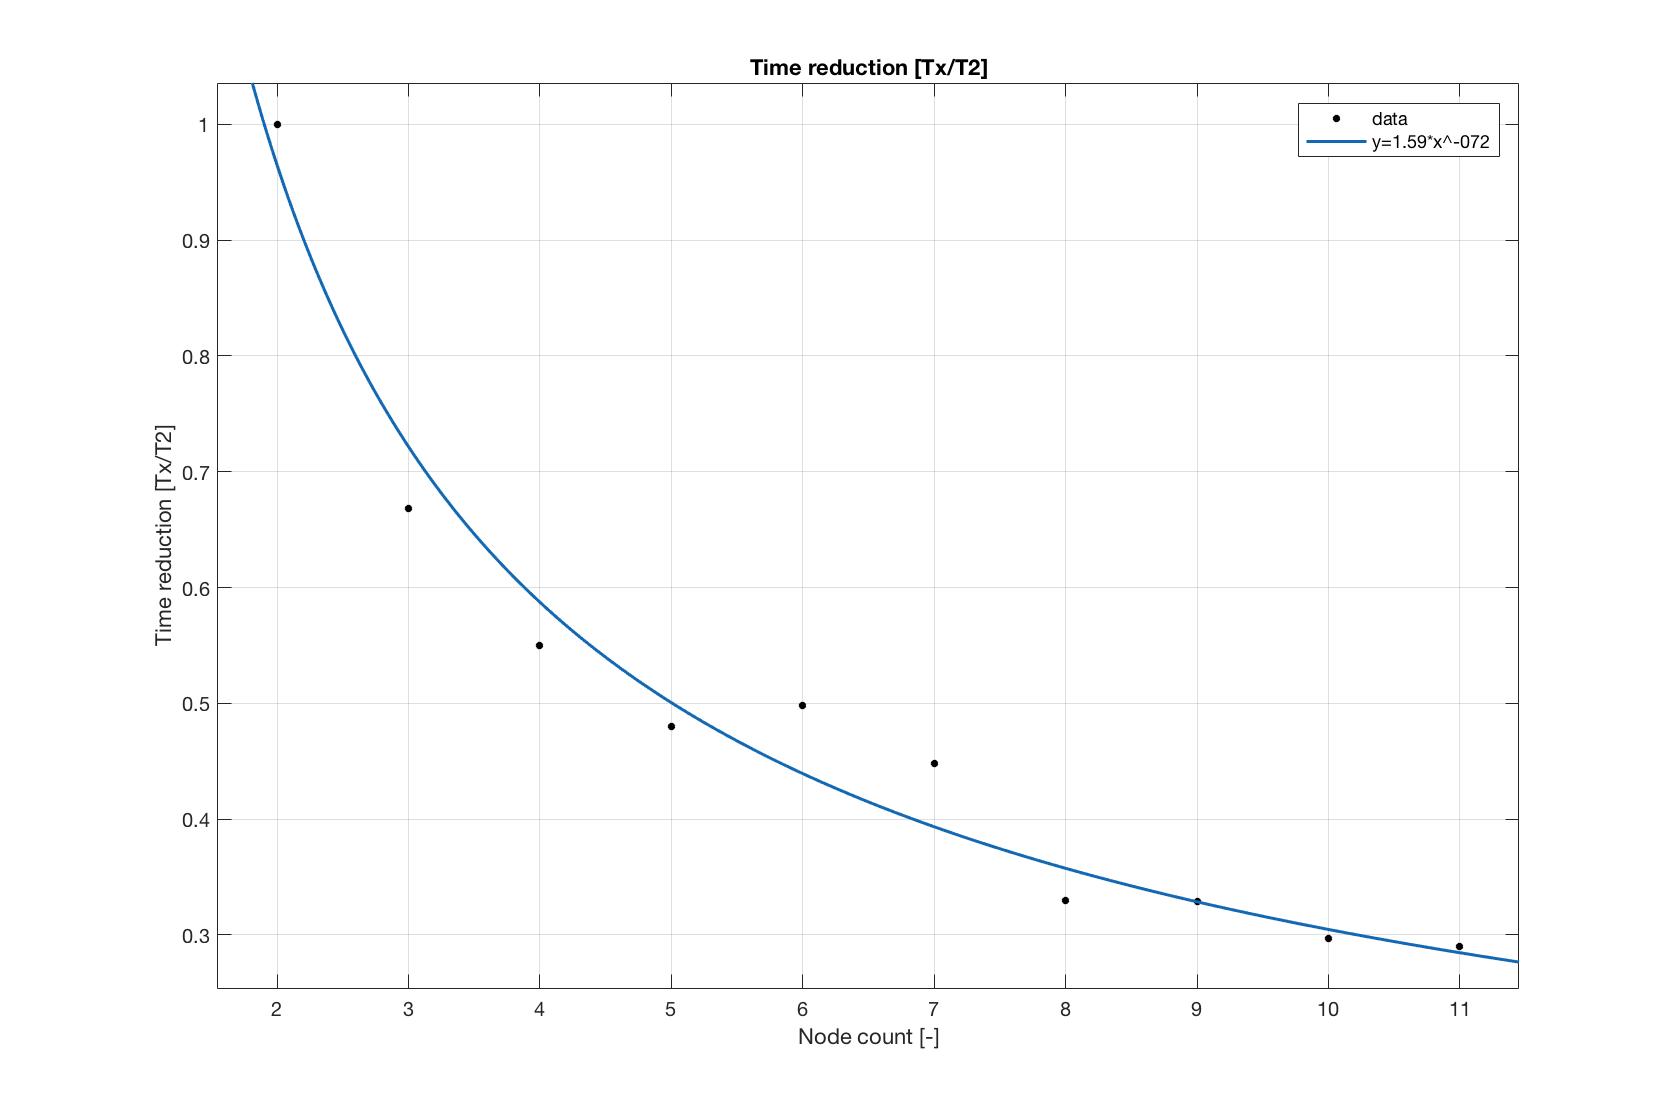 Time reduction [Tx/T2]
data
y=1.59*x^-072
1
0.9
0.8
0.7
0.6
0.5
0.4
0.3
Time reduction [Tx/T2]
2 3 4 5 6 7 8 9 10 11
Node count [-]